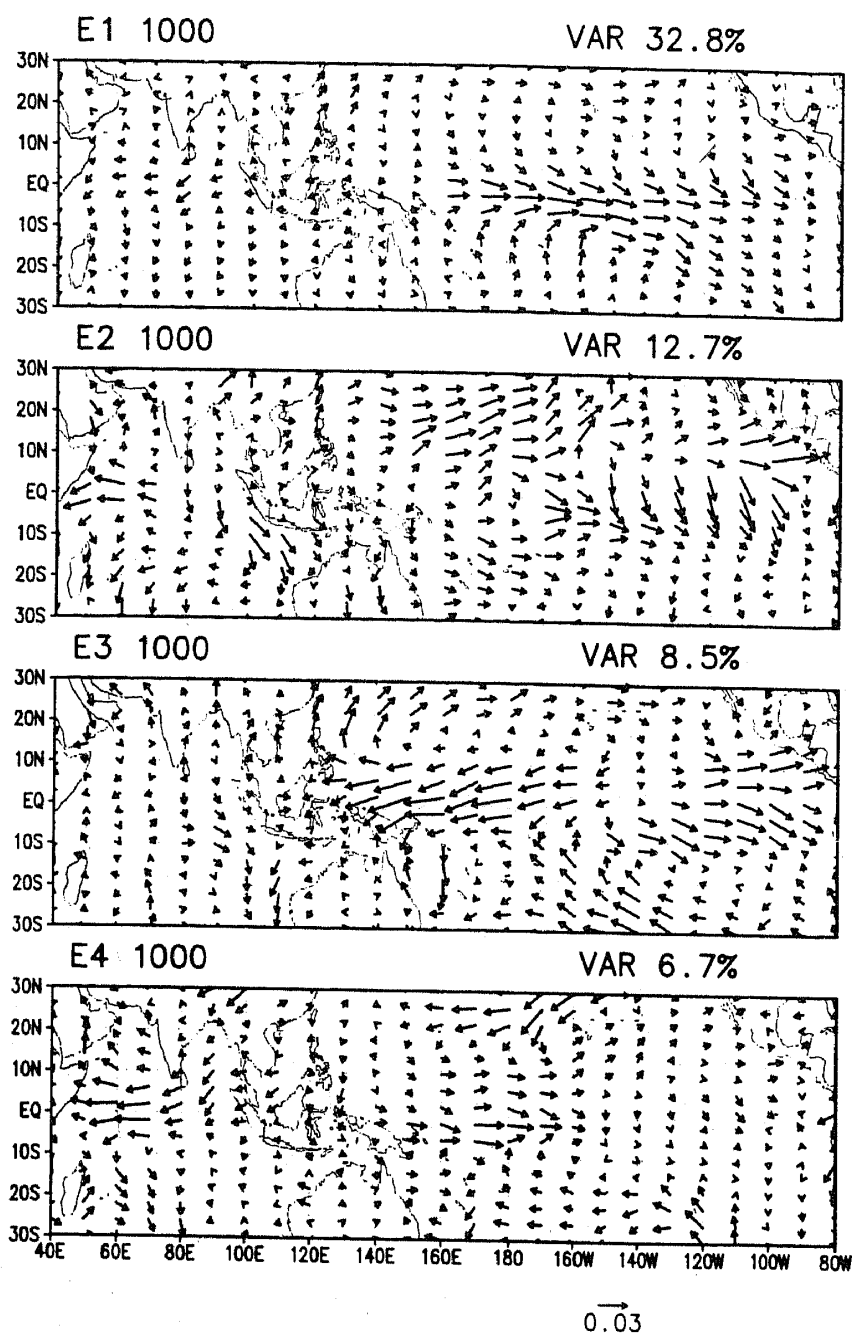 E1 1000 VAR 32.8%
30N
20N
10N
EQ
10S
20S
30S
E2 1000 VAR 12.7%
30N
20N
10N
EQ
10S
20S
30S
E3 1000 VAR 8.5%
30N
20N
10N
EQ
10S
20S
30S
E4 1000 VAR 6.7%
30N
20N
10N
EQ
10S
20S
30S
40E 60E 80E 100E 120E 140E 160E 180 160W 140W 120W 100W 80W
0.03